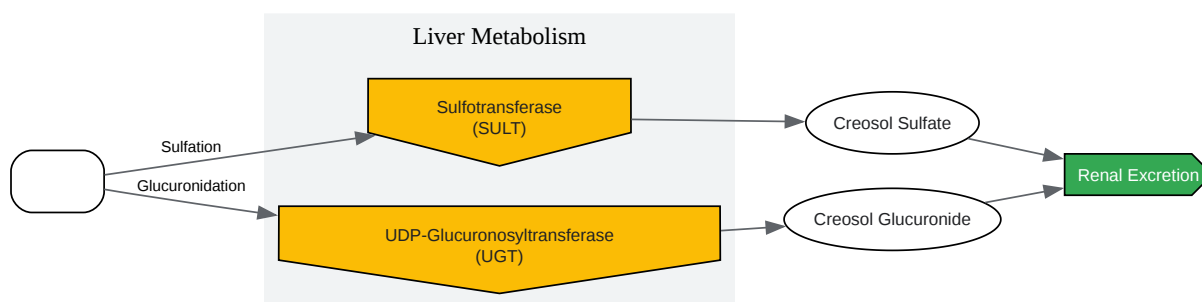 Liver Metabolism
Sulfotransferase
(SULT)
Sulfation
Creosol Sulfate
Renal Excretion
Glucuronidation
UDP-Glucuronosyltransferase
(UGT)
Creosol Glucuronide